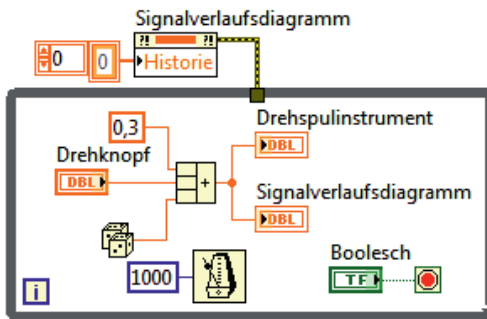 Signalverlaufsdiagramm
?! ?!
0 0 Historie
0,3
Drehspulinstrument
DBL
Drehknopf
DBL
+
Signalverlaufsdiagramm
DBL
1000
Boolesch
TF
i